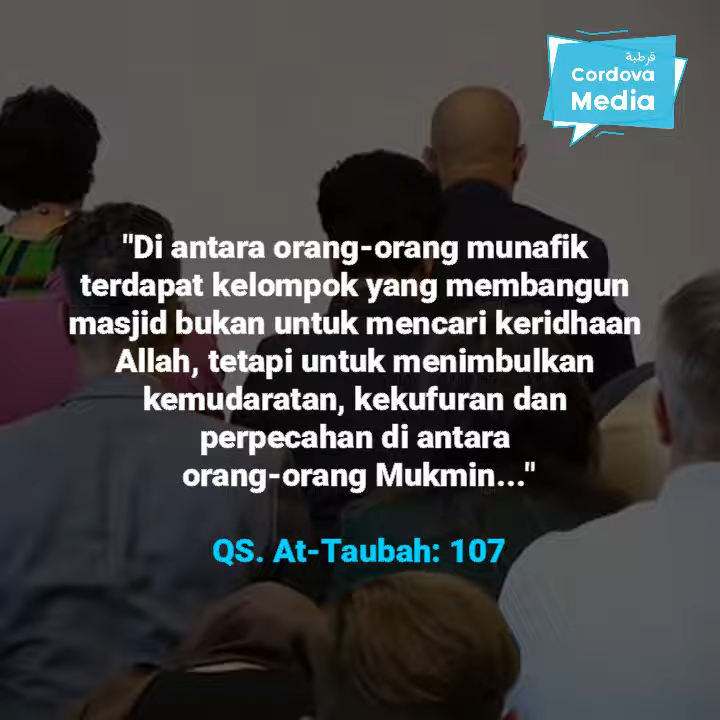 قرطبة
Cordova
Media
"Di antara orang-orang munafik
terdapat kelompok yang membangun
masjid bukan untuk mencari keridhaan
Allah, tetapi untuk menimbulkan
kemudaratan, kekufuran dan
perpecahan di antara
orang-orang Mukmin..."
QS. At-Taubah: 107